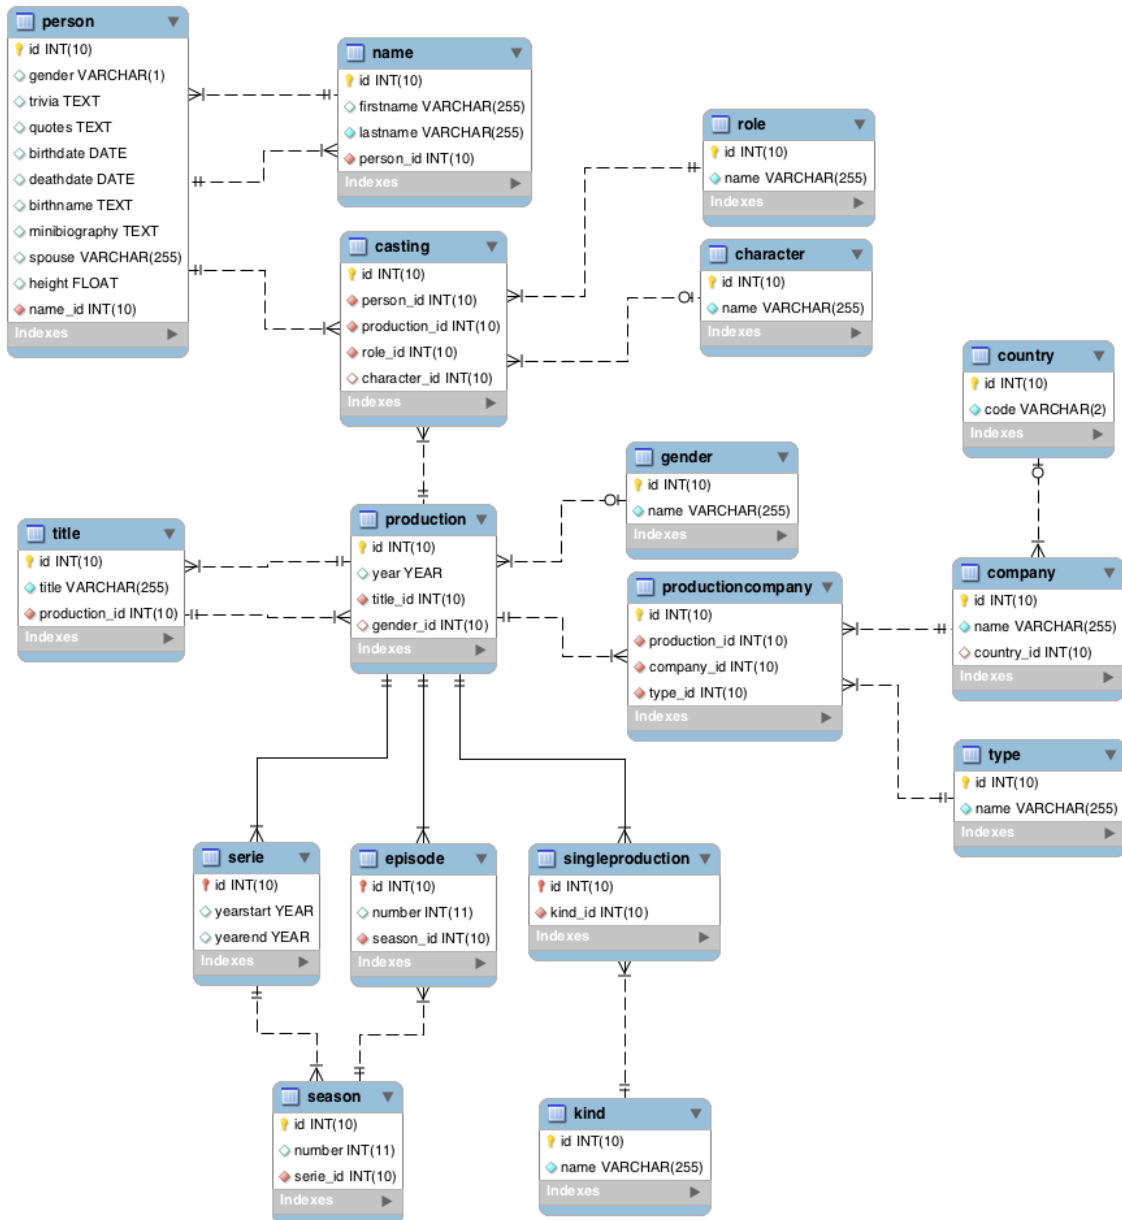 person
id INT(10)
gender VARCHAR(1)
trivia TEXT
quotes TEXT
birthdate DATE
deathdate DATE
birthname TEXT
minibiography TEXT
spouse VARCHAR(255)
height FLOAT
name_id INT(10)
Indexes
name
id INT(10)
firstname VARCHAR(255)
lastname VARCHAR(255)
person_id INT(10)
Indexes
role
id INT(10)
name VARCHAR(255)
Indexes
casting
id INT(10)
person_id INT(10)
production_id INT(10)
role_id INT(10)
character_id INT(10)
Indexes
character
id INT(10)
name VARCHAR(255)
Indexes
country
id INT(10)
code VARCHAR(2)
Indexes
gender
id INT(10)
name VARCHAR(255)
Indexes
title
id INT(10)
title VARCHAR(255)
production_id INT(10)
Indexes
production
id INT(10)
year YEAR
title_id INT(10)
gender_id INT(10)
Indexes
productioncompany
id INT(10)
production_id INT(10)
company_id INT(10)
type_id INT(10)
Indexes
company
id INT(10)
name VARCHAR(255)
country_id INT(10)
Indexes
type
id INT(10)
name VARCHAR(255)
Indexes
serie
id INT(10)
yearstart YEAR
yearend YEAR
Indexes
episode
id INT(10)
number INT(11)
season_id INT(10)
Indexes
singleproduction
id INT(10)
kind_id INT(10)
Indexes
season
id INT(10)
number INT(11)
serie_id INT(10)
Indexes
kind
id INT(10)
name VARCHAR(255)
Indexes